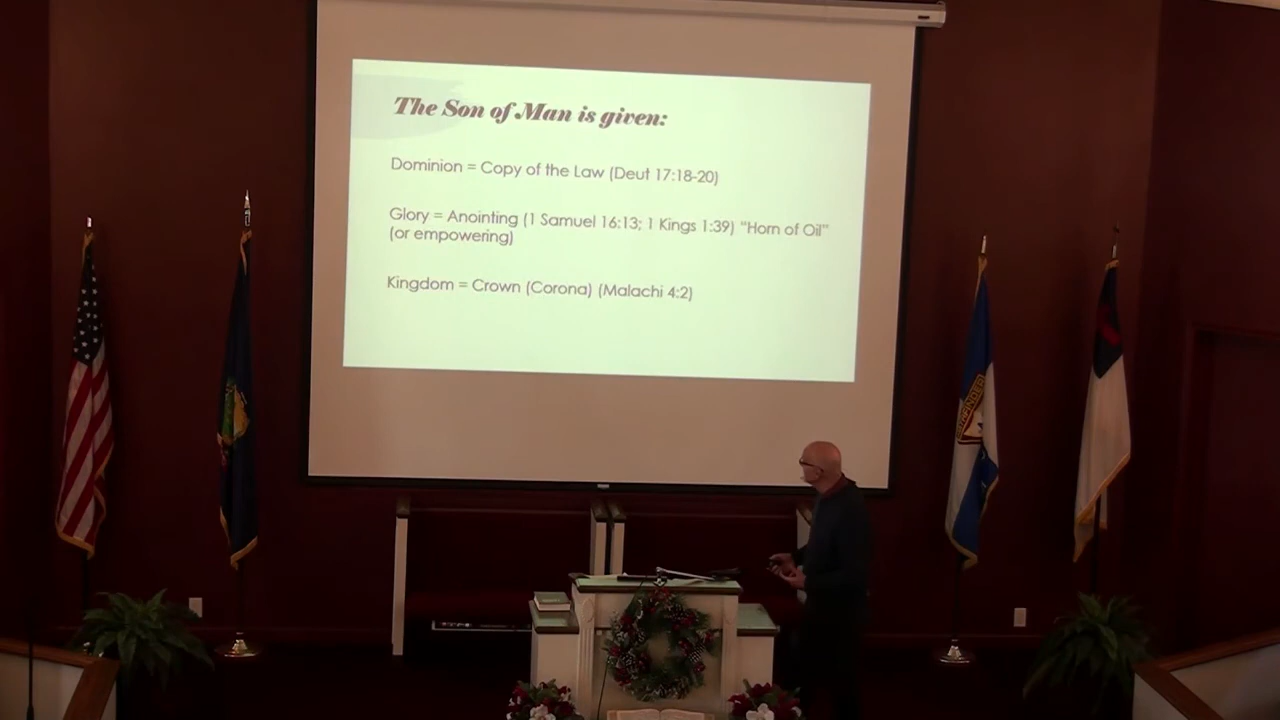 The Son of Man is given:
Dominion = Copy of the Law (Deut 17:18-20)
Glory = Anointing (1 Samuel 16:13; 1 Kings 1:39) “Horn of Oil”
(or empowering)
Kingdom = Crown (Corona) (Malachi 4:2)
PATHFINDER